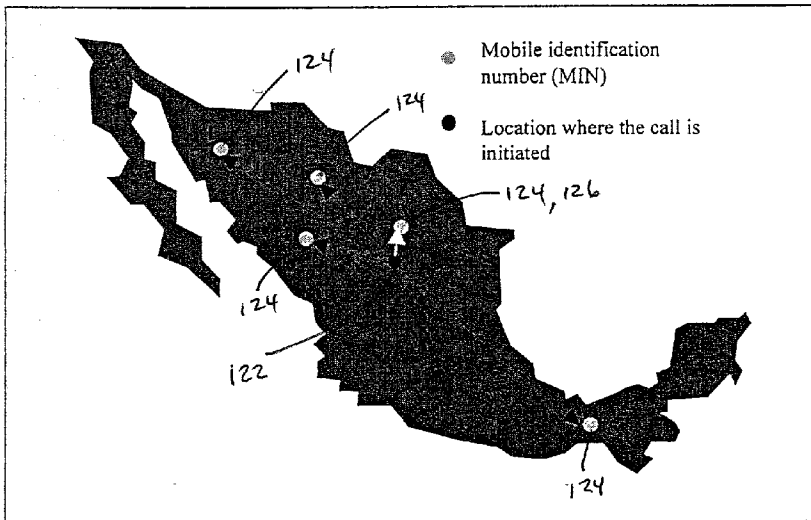 124
Mobile identification
number (MIN)
124
Location where the call is
initiated
124, 126
124
122
124